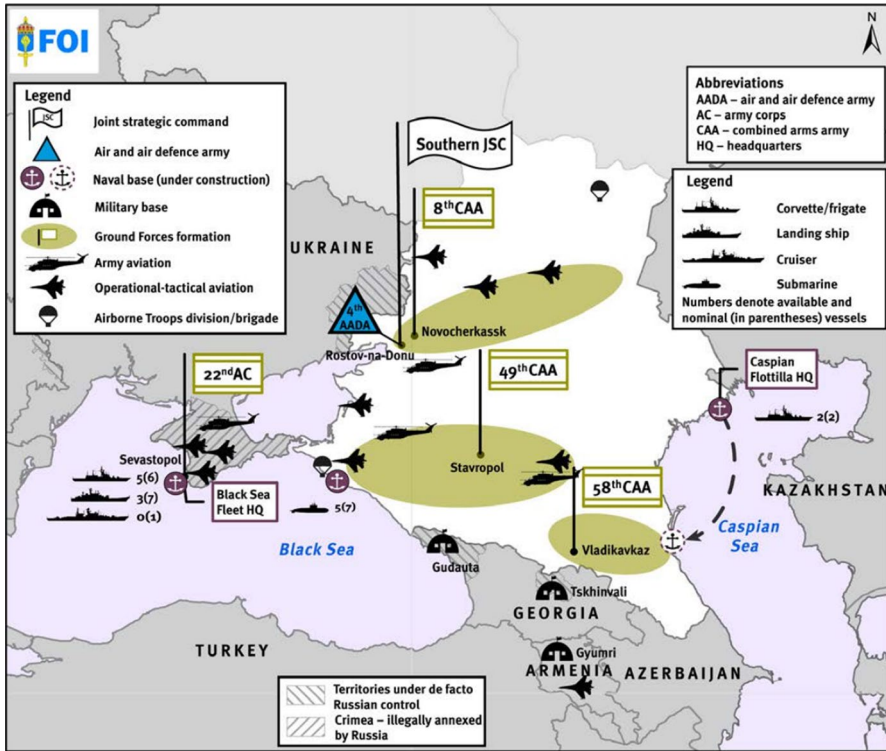 FOI
N
Legend
JSC
Joint strategic command
Air and air defence army
Naval base (under construction)
Military base
Ground Forces formation
Army aviation
Operational-tactical aviation
Airborne Troops division/brigade
Abbreviations
AADA – air and air defence army
AC – army corps
CAA – combined arms army
HQ – headquarters
Legend
Corvette/frigate
Landing ship
Cruiser
Submarine
Numbers denote available and
nominal (in parentheses) vessels
Southern JSC
8thCAA
UKRAINE
4th
AADA
Novocherkassk
Rostov-na-Donu
22ndAC
49thCAA
Caspian
Flottilla HQ
2(2)
Sevastopol
5(6)
3(7)
0(1)
Black Sea
Fleet HQ
5(7)
Stavropol
58thCAA
KAZAKHSTAN
Caspian
Sea
Black Sea
Gudauta
Vladikavkaz
Tskhinvali
GEORGIA
TURKEY
Gyumri
ARMENIA
AZERBAIJAN
Territories under de facto
Russian control
Crimea – illegally annexed
by Russia